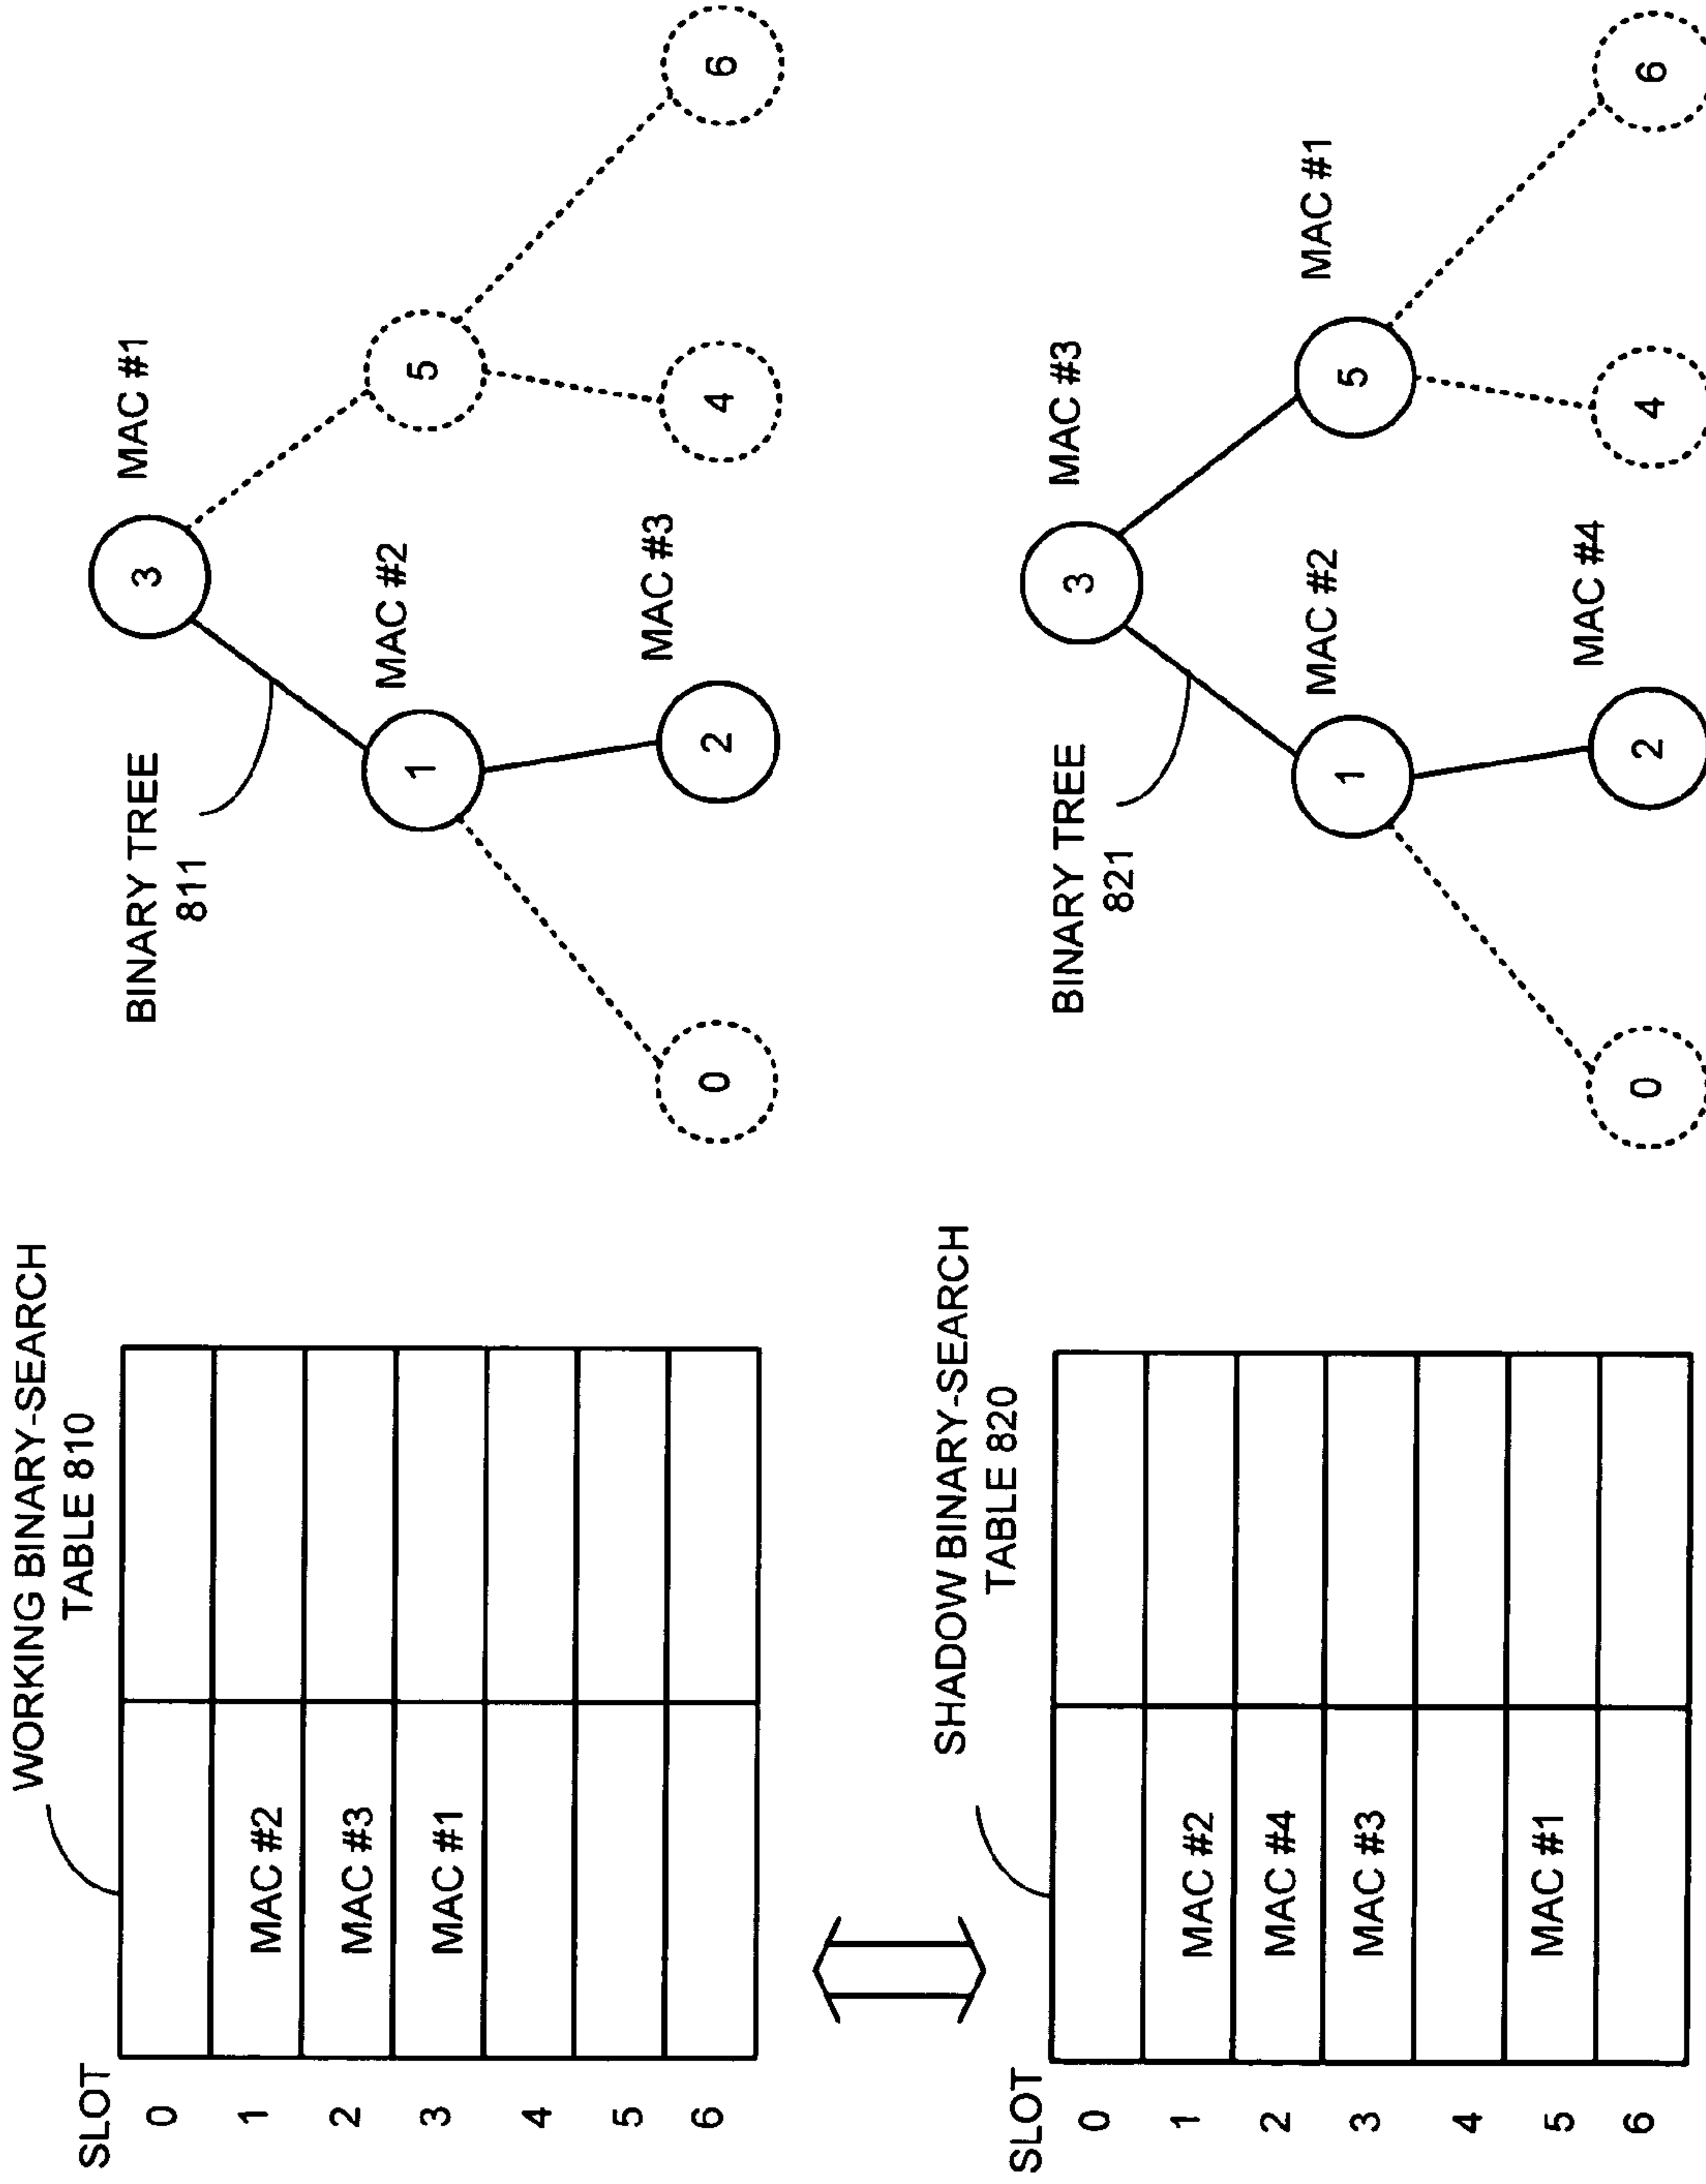 WORKING BINARY-SEARCH
TABLE 810
SLOT
0
1 MAC #2
2 MAC #3
3 MAC #1
4
5
6
BINARY TREE
811
3 MAC #1
1 MAC #2
5
0
2 MAC #3
4
6
SHADOW BINARY-SEARCH
TABLE 820
SLOT
0
1 MAC #2
2 MAC #4
3 MAC #3
4
5 MAC #1
6
BINARY TREE
821
3 MAC #3
1 MAC #2
5 MAC #1
0
2 MAC #4
4
6